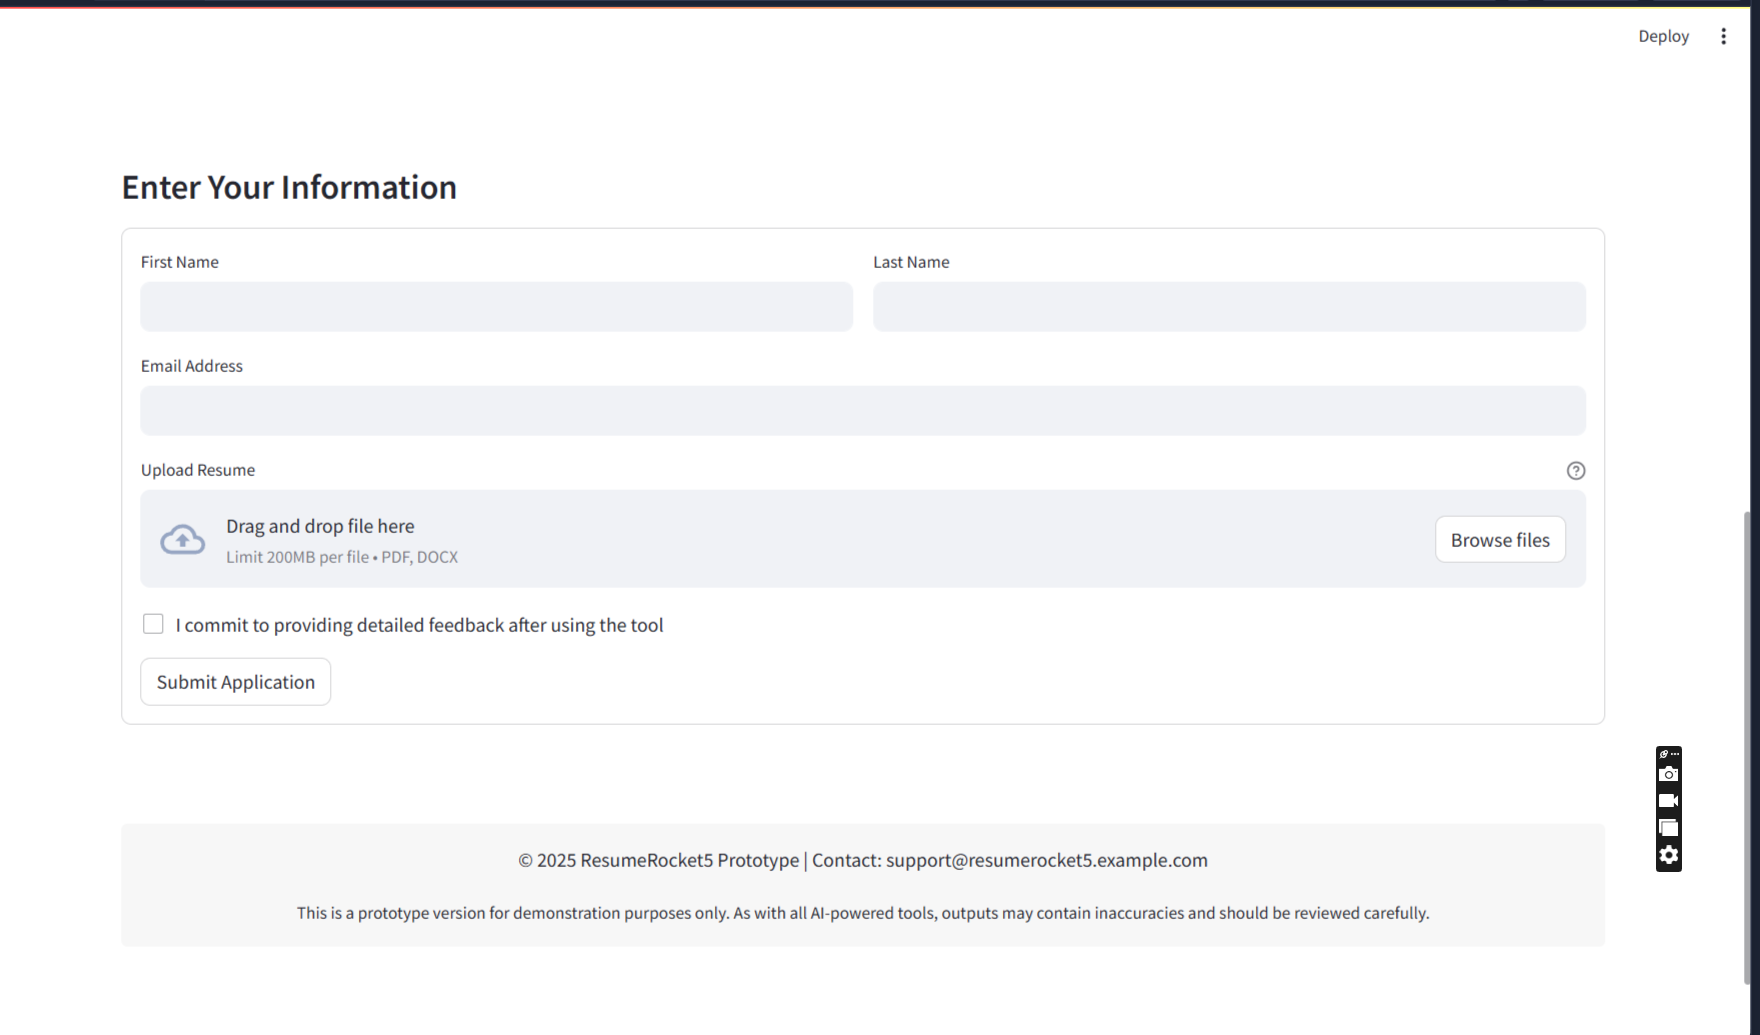 Deploy
Enter Your Information
First Name
Last Name
Email Address
Upload Resume
Drag and drop file here
Limit 200MB per file • PDF, DOCX
Browse files
I commit to providing detailed feedback after using the tool
Submit Application
© 2025 ResumeRocket5 Prototype | Contact: support@resumerocket5.example.com
This is a prototype version for demonstration purposes only. As with all AI-powered tools, outputs may contain inaccuracies and should be reviewed carefully.